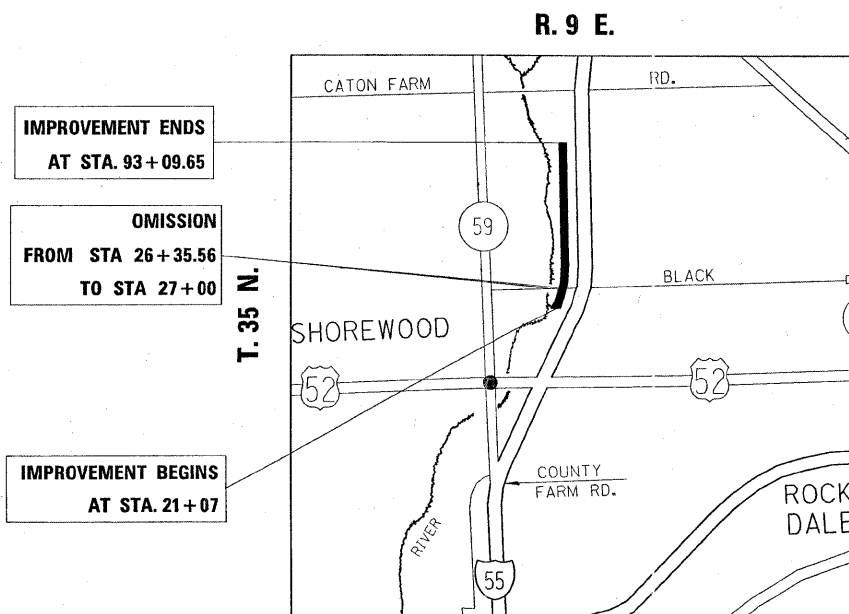 R. 9 E.
CATON FARM RD.
IMPROVEMENT ENDS
AT STA. 93+09.65
OMISSION
FROM STA 26+35.56
TO STA 27+00
59
T. 35 N.
BLACK
SHOREWOOD
52
52
IMPROVEMENT BEGINS
AT STA. 21+07
COUNTY
FARM RD.
ROCK
DALE
RIVER
55